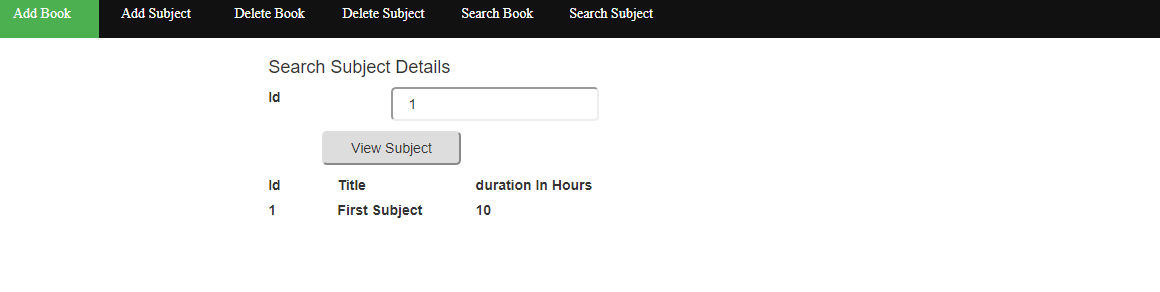 Add Book Add Subject Delete Book Delete Subject Search Book Search Subject
Search Subject Details
Id 1
View Subject
Id Title duration In Hours
1 First Subject 10